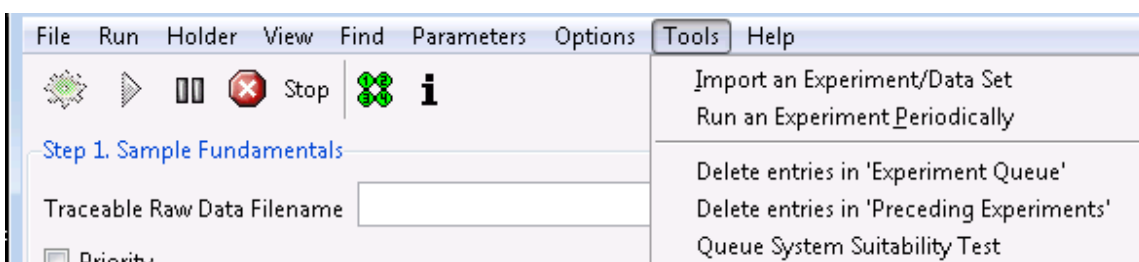 File Run Holder View Find Parameters Options Tools Help
Stop
Step 1. Sample Fundamentals
Traceable Raw Data Filename
Priority
Import an Experiment/Data Set
Run an Experiment Periodically
Delete entries in 'Experiment Queue'
Delete entries in 'Preceding Experiments'
Queue System Suitability Test